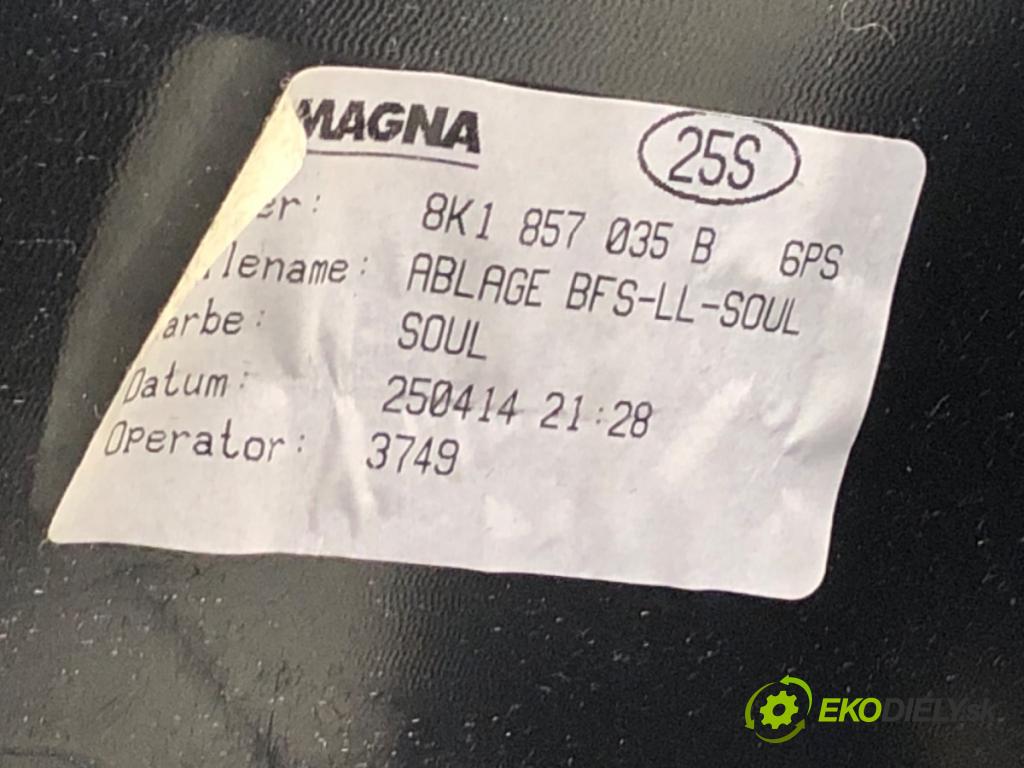 MAGNA 25S
er: 8K1 857 035 B 6PS
ilename: ABLAGE BFS-LL-SOUL
arbe: SOUL
Datum: 250414 21:28
Operator: 3749
EKODIELY.sk